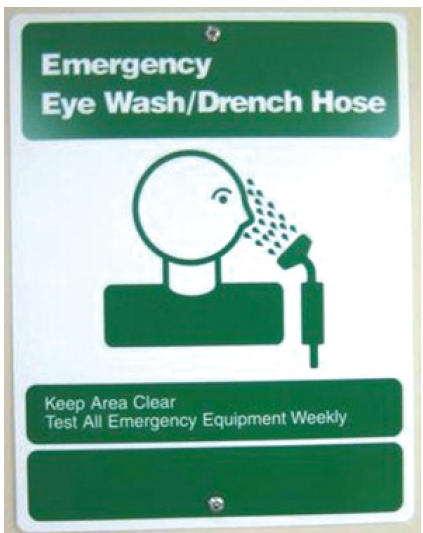 Emergency
Eye Wash/Drench Hose
Keep Area Clear
Test All Emergency Equipment Weekly